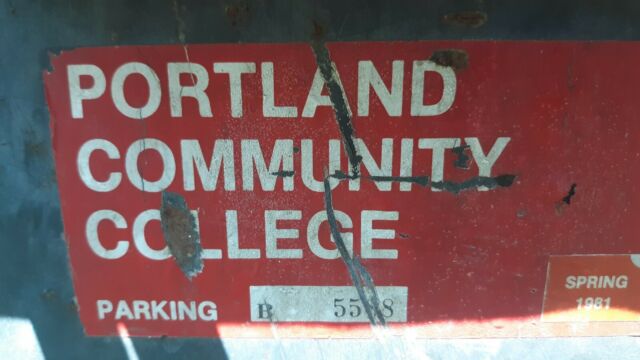 PORTLAND
COMMUNITY
COLLEGE
PARKING B
SPRING
1981